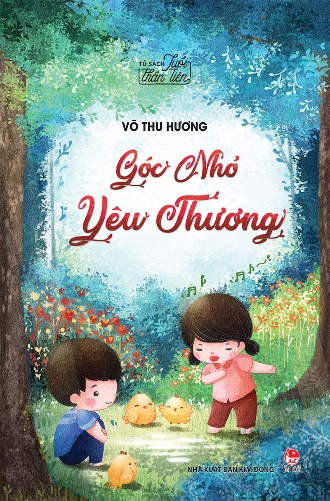 TỦ SÁCH Tuổi
thần tiên
VÕ THU HƯƠNG
Góc Nhỏ
Yêu Thương
NHÀ XUẤT BẢN KIM ĐỒNG